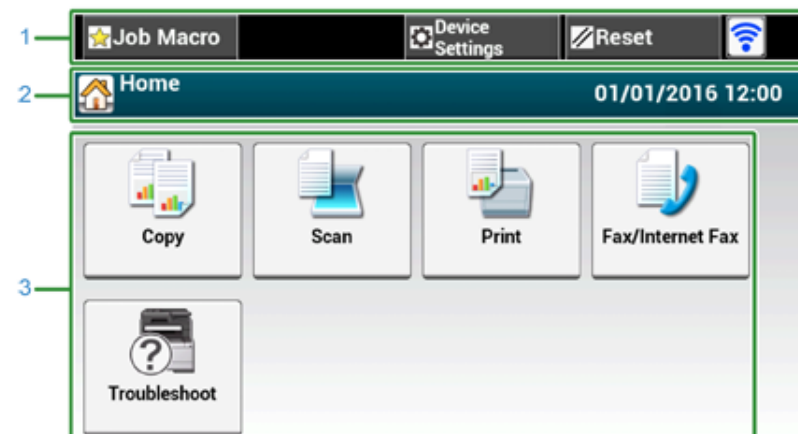 1
Job Macro
Device
Settings
Reset
2
Home
01/01/2016 12:00
3
Copy
Scan
Print
Fax/Internet Fax
Troubleshoot